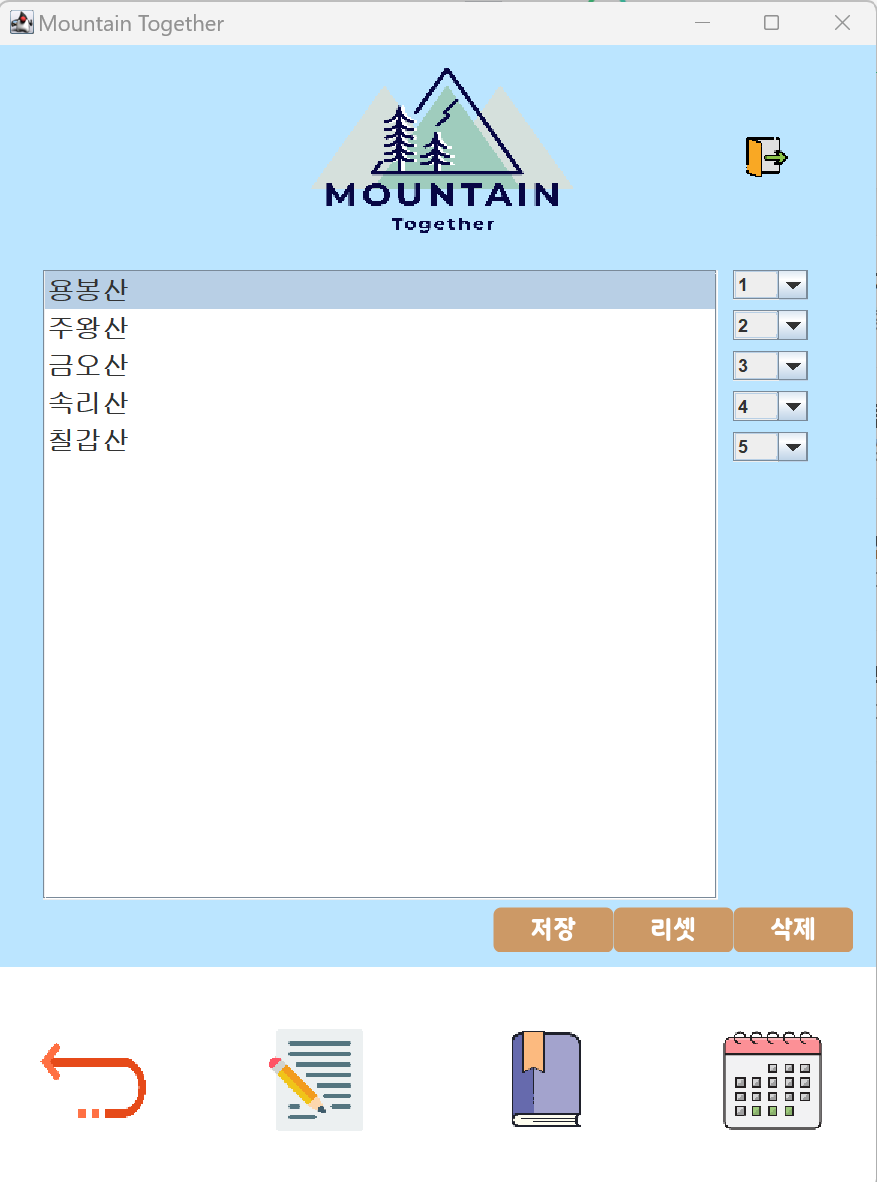 Mountain Together
MOUNTAIN
Together
용봉산 1
주왕산 2
금오산 3
속리산 4
칠갑산 5
저장 리셋 삭제